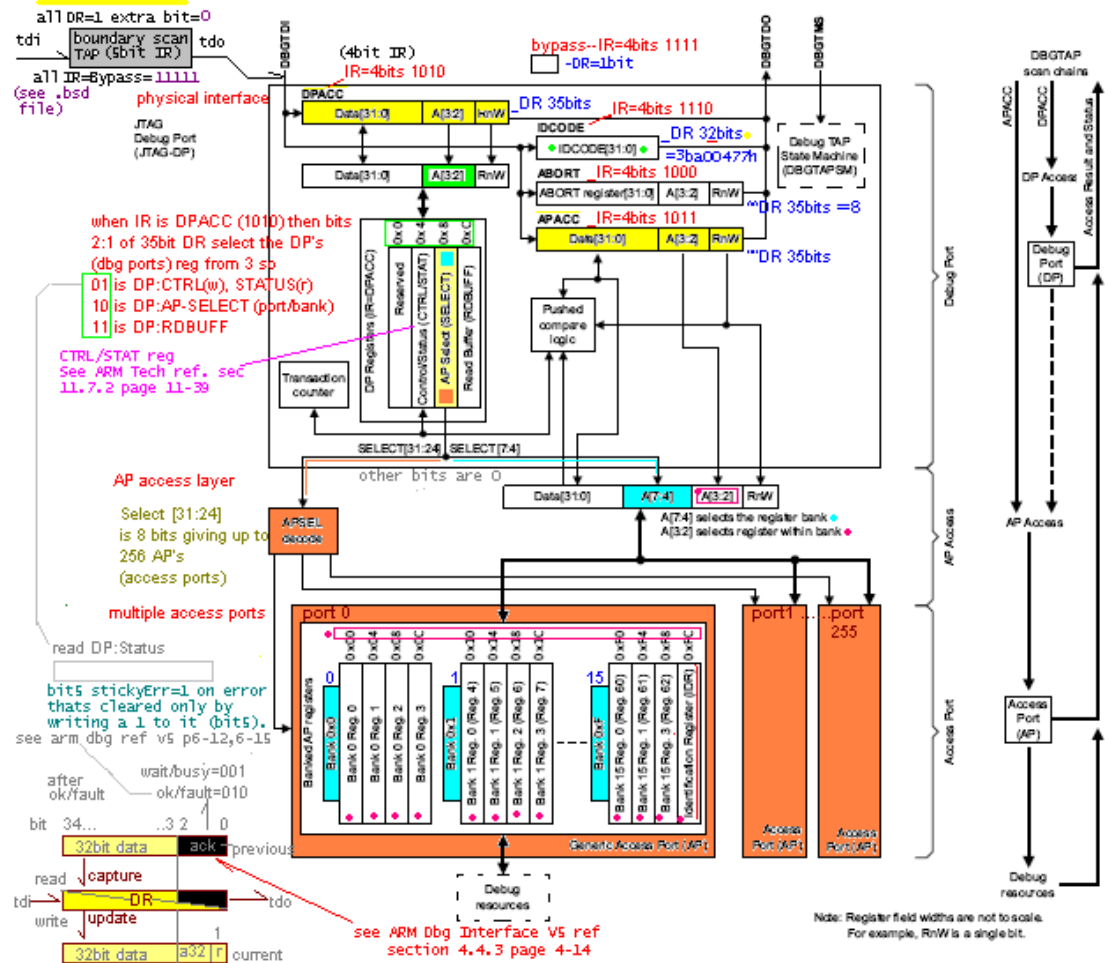 all DR=1 extra bit=0
tdi
boundary scan
TAP (5bit IR)
tdo
all IR=Bypass=11111
(see .bsd
file)
DBGTDI
(4bit IR)
bypass--IR=4bits 1111
-DR=1bit
DBGTDO
DBGTMS
DBGTAP
scan chains
physical interface
JTAG
Debug Port
(JTAG-DP)
IR=4bits 1010
DPACC
Data[31:0]
A[3:2]
RnW
_DR 35bits
IR=4bits 1110
IDCODE
IDCODE[31:0]
_DR 32bits
=3ba00477h
Debug TAP
State Machine
(DBGTAPSM)
Data[31:0]
A[3:2]
RnW
ABORT _IR=4bits 1000
ABORT register[31:0]
A[3:2]
RnW
""DR 35bits =8
APACC _IR=4bits 1011
Data[31:0]
A[3:2]
RnW
""DR 35bits
when IR is DPACC (1010) then bits
2:1 of 35bit DR select the DP's
(dbg ports) reg from 3 so
01 is DP:CTRL(w), STATUS(r)
10 is DP:AP-SELECT (port/bank)
11 is DP:RDBUFF
CTRL/STAT reg
See ARM Tech ref. sec
11.7.2 page 11-39
DP Registers (IR=DPACC)
0x0
0x4
0x8
0xC
Reserved
Control/Status (CTRL/STAT)
AP Select (SELECT)
Read Buffer (RDBUFF)
Transaction
counter
Pushed
compare
logic
SELECT[31:24]
SELECT[7:4]
other bits are 0
Debug Port
APACC
DPACC
DP Access
Access Result and Status
Debug
Port
(DP)
AP access layer
Select [31:24]
is 8 bits giving up to
256 AP's
(access ports)
APSEL
decode
Data[31:0]
A[7:4]
A[3:2]
RnW
A[7:4] selects the register bank
A[3:2] selects register within bank
AP Access
AP Access
multiple access ports
port 0
port1 ...... port
255
Banked AP registers
0
Bank 0x0
0x00
0x04
0x08
0x0C
Bank 0 Reg. 0
Bank 0 Reg. 1
Bank 0 Reg. 2
Bank 0 Reg. 3
1
Bank 0x1
0x10
0x14
0x18
0x1C
Bank 1 Reg. 0 (Reg. 4)
Bank 1 Reg. 1 (Reg. 5)
Bank 1 Reg. 2 (Reg. 6)
Bank 1 Reg. 3 (Reg. 7)
15
Bank 0xF
0xF0
0xF4
0xF8
0xFC
Bank 15 Reg. 0 (Reg. 60)
Bank 15 Reg. 1 (Reg. 61)
Bank 15 Reg. 3 (Reg. 62)
Identification Register (IDR)
Generic Access Port (AP)
Access
Port (AP)
Access
Port (AP)
Access Port
Access
Port
(AP)
Debug
resources
Debug
resources
read DP:Status
bit5 stickyErr=1 on error
thats cleared only by
writing a 1 to it (bit5).
see arm dbg ref v5 p6-12,6-15
after
ok/fault
wait/busy=001
ok/fault=010
bit 34... ..3 2 0
32bit data
ack
previous
read
capture
tdi
DR
tdo
write
update
1
32bit data
a32
r
current
see ARM Dbg Interface V5 ref
section 4.4.3 page 4-14
Note: Register field widths are not to scale.
For example, RnW is a single bit.